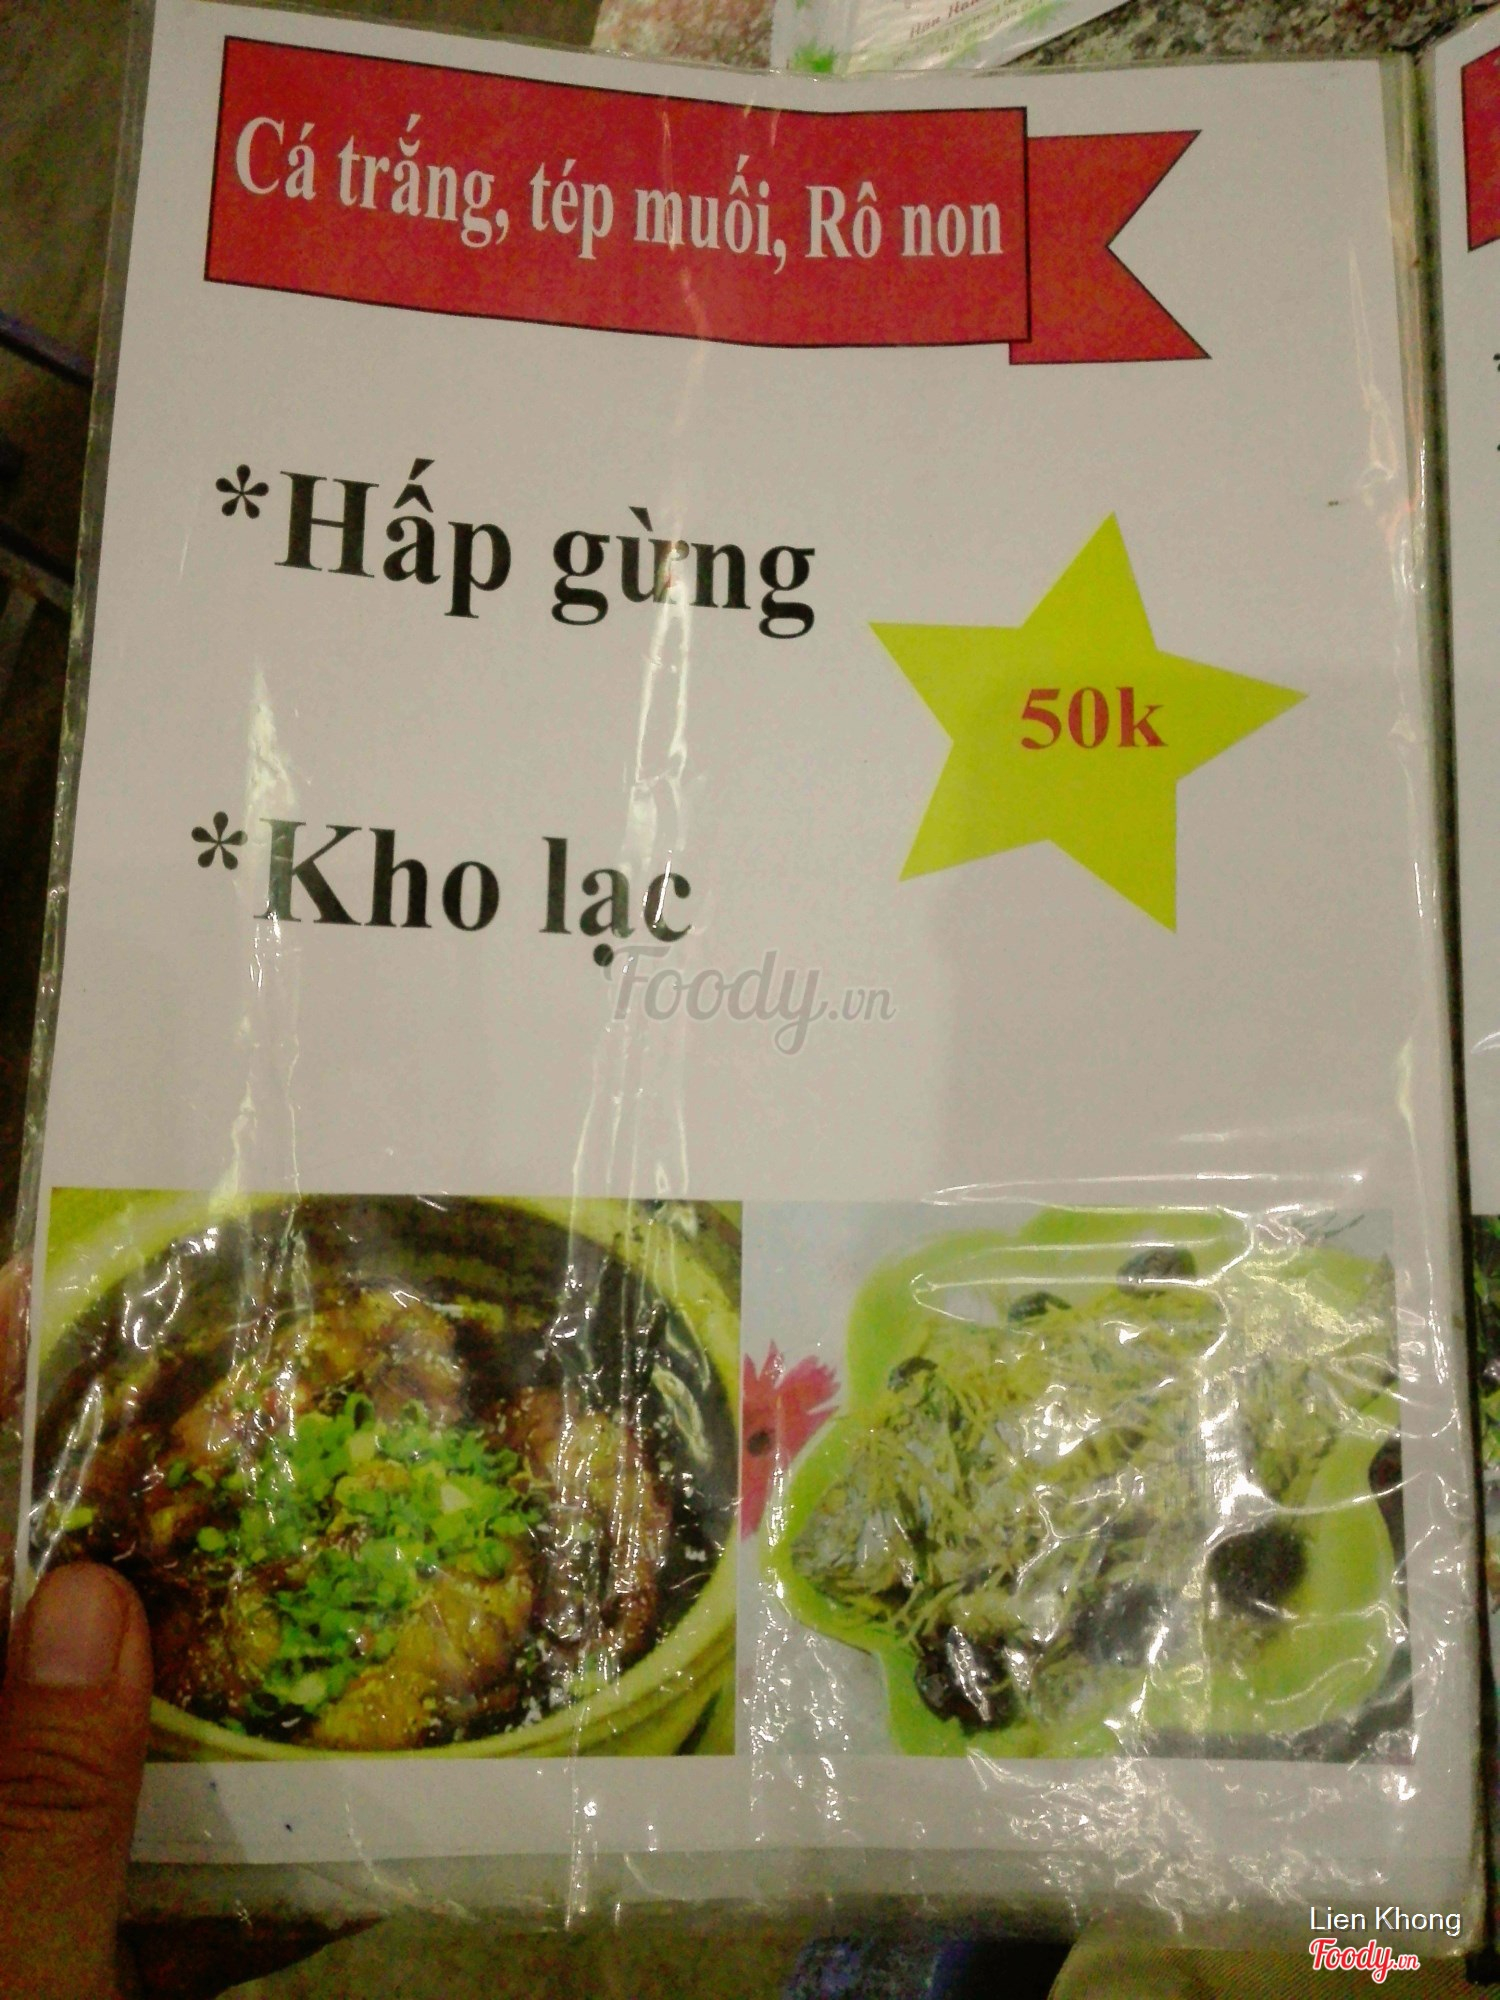 Cá trắng, tép muối, Rô non
*Hấp gừng
50k
*Kho lạc
Foody.vn
Lien Khong
Foody.vn